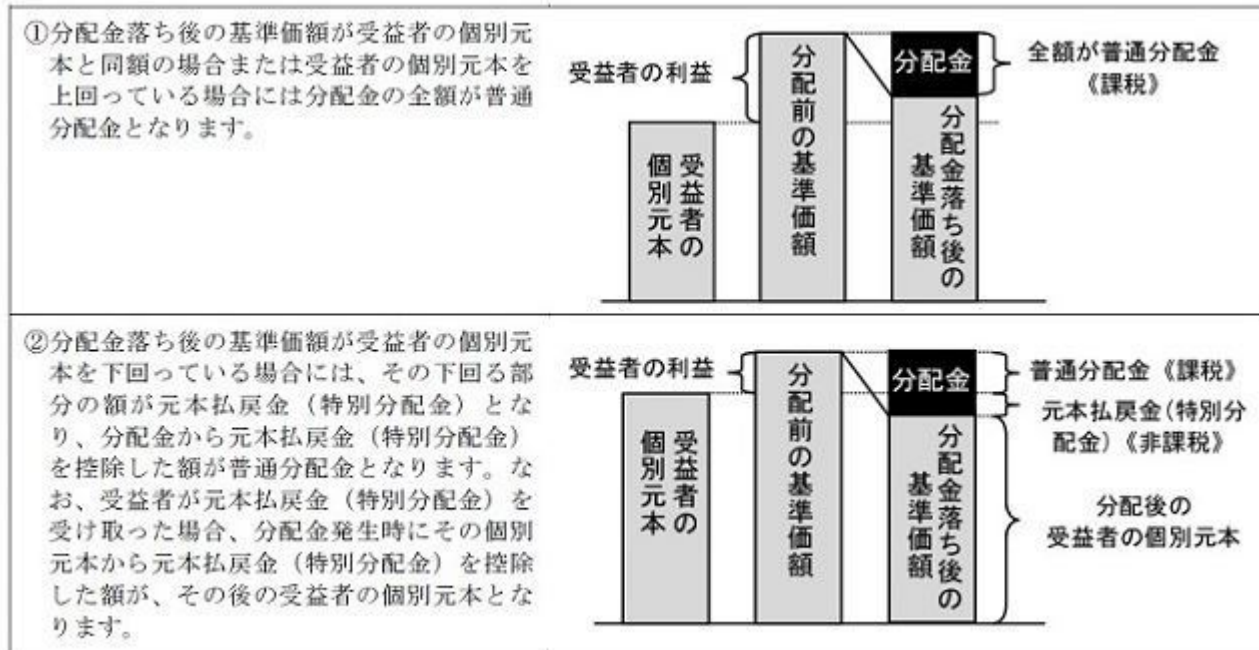 ①分配金落ち後の基準価額が受益者の個別元
本と同額の場合または受益者の個別元本を
上回っている場合には分配金の全額が普通
分配金となります。
受益者の利益
受益者の
個別元本
分配前の基準価額
分配金
分配金落ち後の
基準価額
全額が普通分配金
《課税》
②分配金落ち後の基準価額が受益者の個別元
本を下回っている場合には、その下回る部
分の額が元本払戻金（特別分配金）とな
り、分配金から元本払戻金（特別分配金）
を控除した額が普通分配金となります。な
お、受益者が元本払戻金（特別分配金）を
受け取った場合、分配金発生時にその個別
元本から元本払戻金（特別分配金）を控除
した額が、その後の受益者の個別元本とな
ります。
受益者の利益
受益者の
個別元本
分配前の基準価額
分配金
分配金落ち後の
基準価額
普通分配金《課税》
元本払戻金(特別分
配金)《非課税》
分配後の
受益者の個別元本